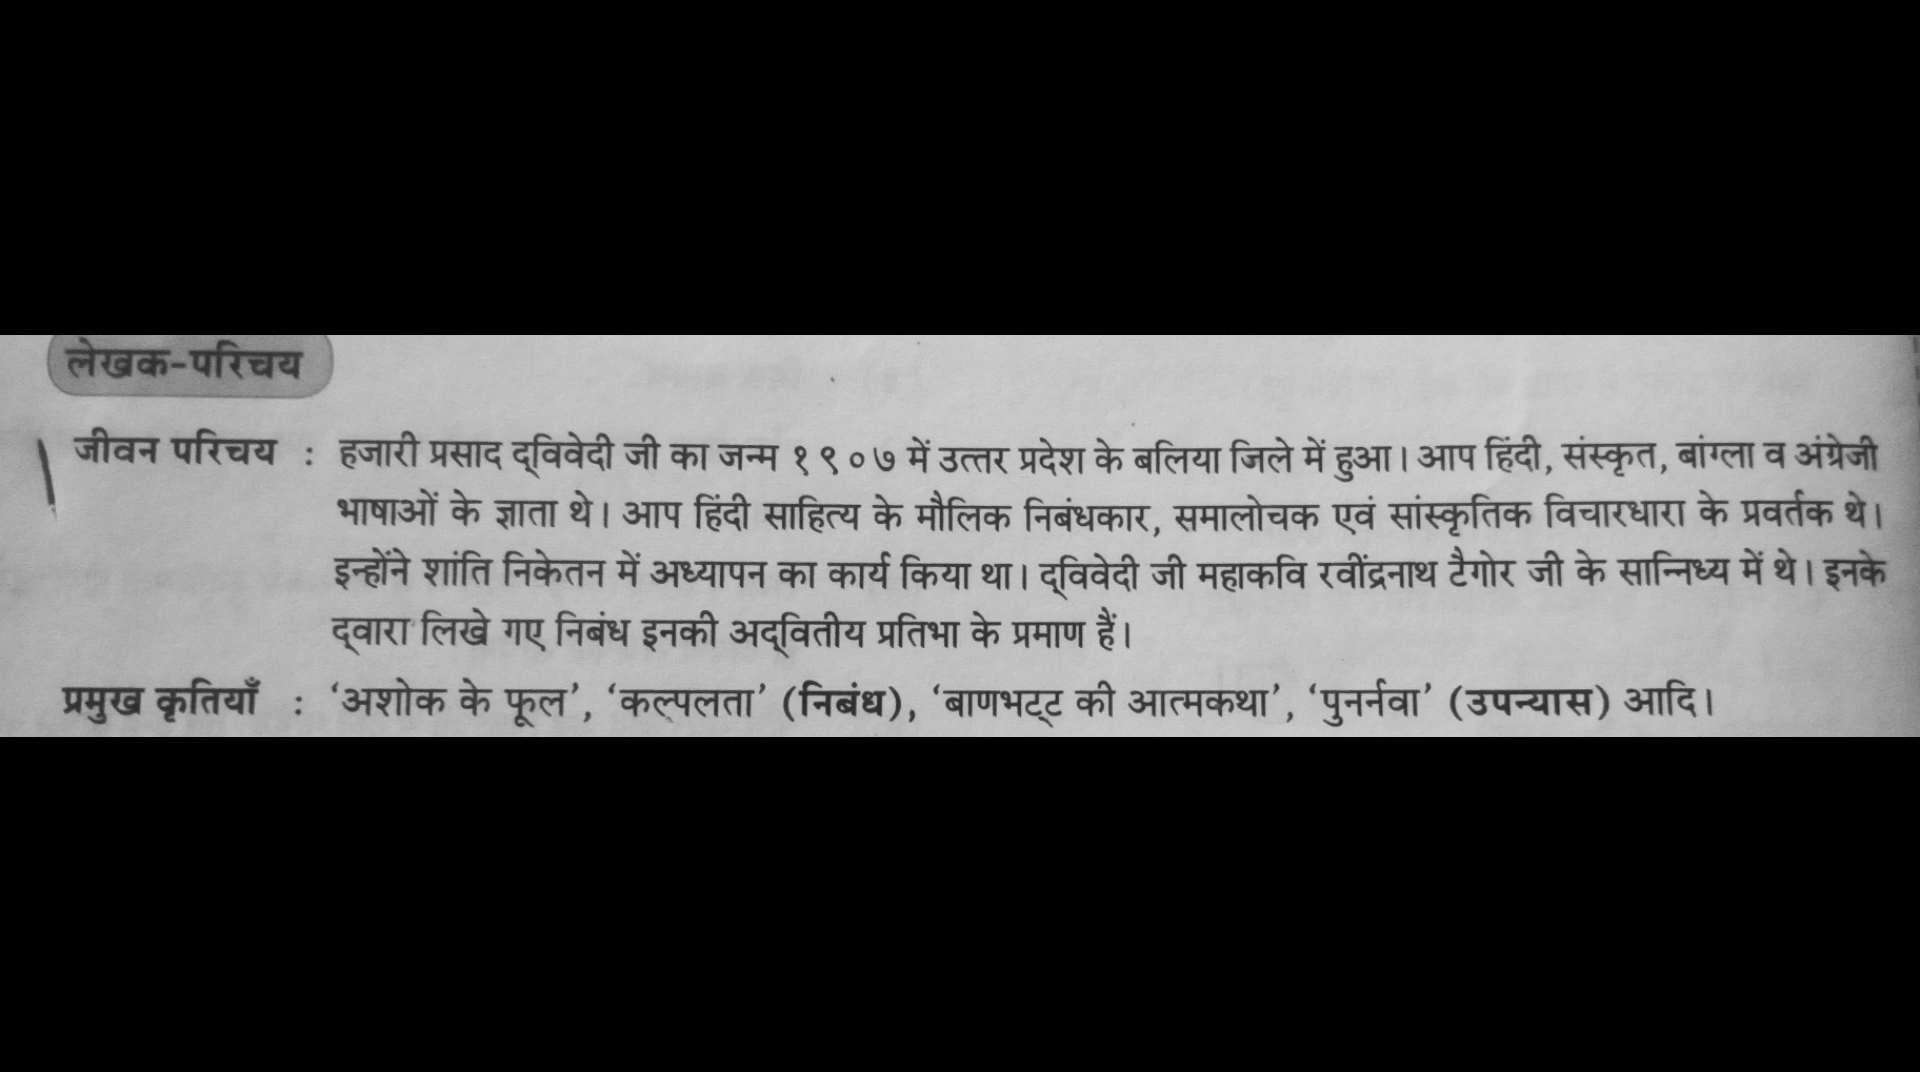 लेखक-परिचय
जीवन परिचय : हजारी प्रसाद द्‌विवेदी जी का जन्म १९०७ में उत्तर प्रदेश के बलिया जिले में हुआ। आप हिंदी, संस्कृत, बांग्ला व अंग्रेजी
भाषाओं के ज्ञाता थे। आप हिंदी साहित्य के मौलिक निबंधकार, समालोचक एवं सांस्कृतिक विचारधारा के प्रवर्तक थे।
इन्होंने शांति निकेतन में अध्यापन का कार्य किया था। द्‌विवेदी जी महाकवि रवींद्रनाथ टैगोर जी के सान्निध्य में थे। इनके
द्‌वारा लिखे गए निबंध इनकी अद्‌वितीय प्रतिभा के प्रमाण हैं।
प्रमुख कृतियाँ : ‘अशोक के फूल’, ‘कल्पलता’ (निबंध), ‘बाणभट्‌ट की आत्मकथा’, ‘पुनर्नवा’ (उपन्यास) आदि।